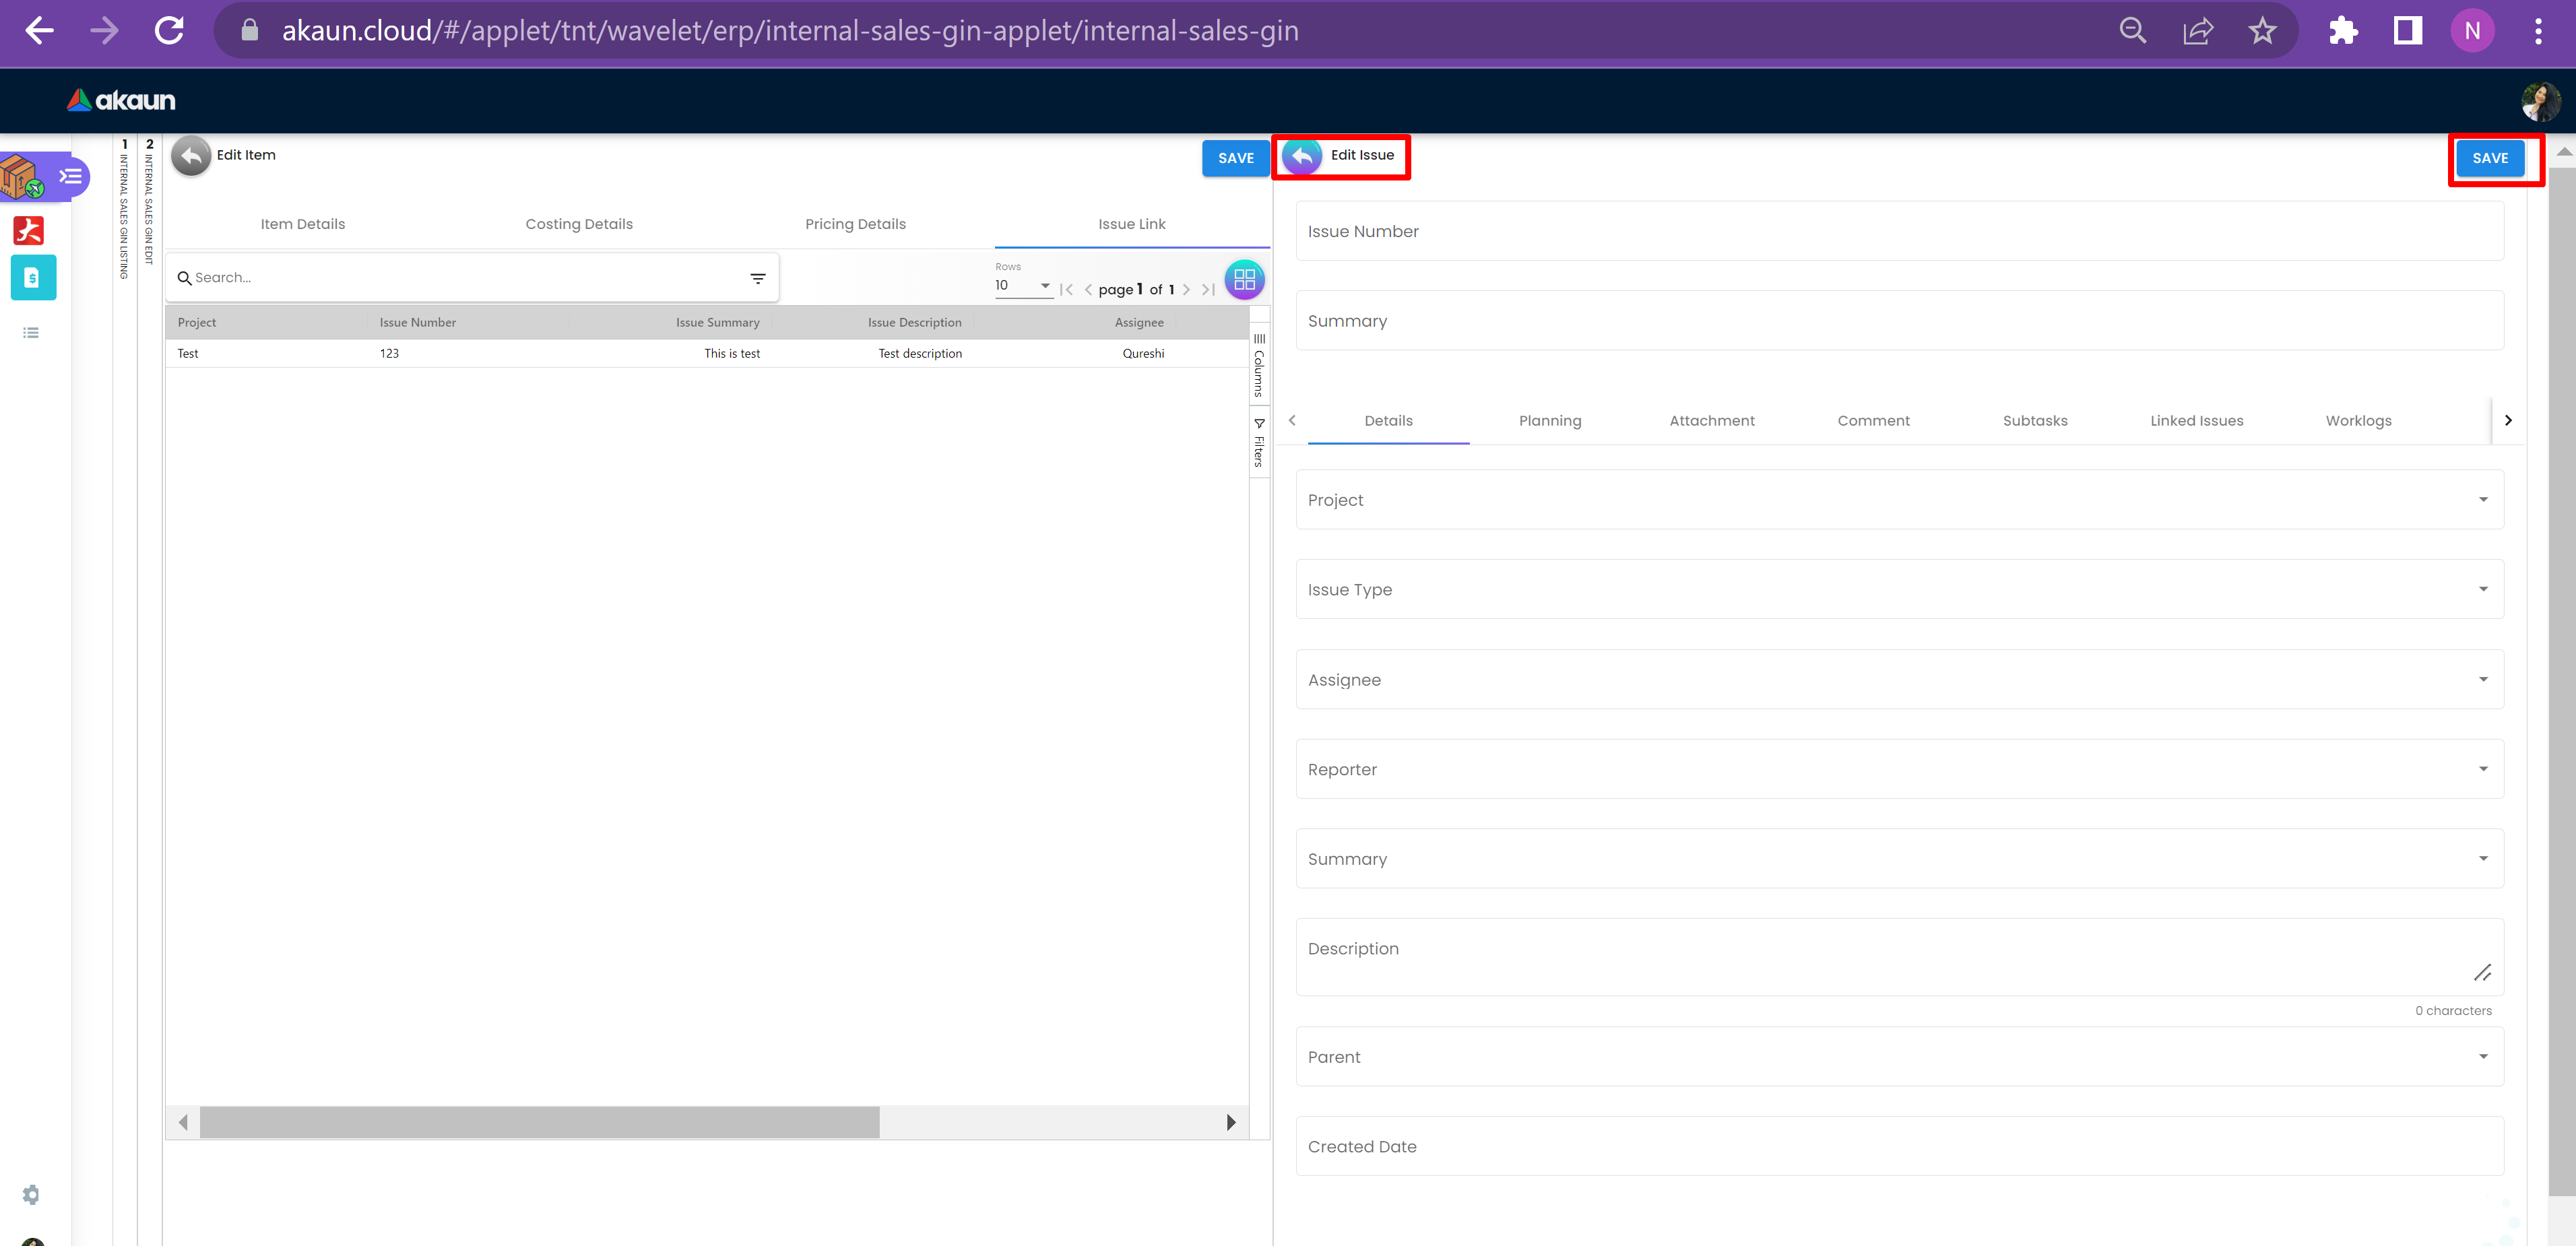 akaun.cloud/#/applet/tnt/wavelet/erp/internal-sales-gin-applet/internal-sales-gin
N
akaun
1 INTERNAL SALES GIN LISTING
2 INTERNAL SALES GIN EDIT
Edit Item
SAVE
Item Details
Costing Details
Pricing Details
Issue Link
Search...
Rows
10
page 1 of 1
Project Issue Number Issue Summary Issue Description Assignee
Test 123 This is test Test description Qureshi
Columns
Filters
Edit Issue
SAVE
Issue Number
Summary
Details
Planning
Attachment
Comment
Subtasks
Linked Issues
Worklogs
Project
Issue Type
Assignee
Reporter
Summary
Description
0 characters
Parent
Created Date